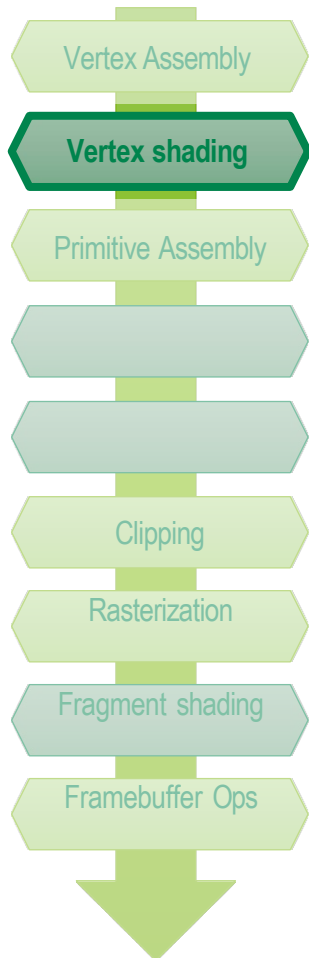 Vertex Assembly
Vertex shading
Primitive Assembly
Clipping
Rasterization
Fragment shading
Framebuffer Ops